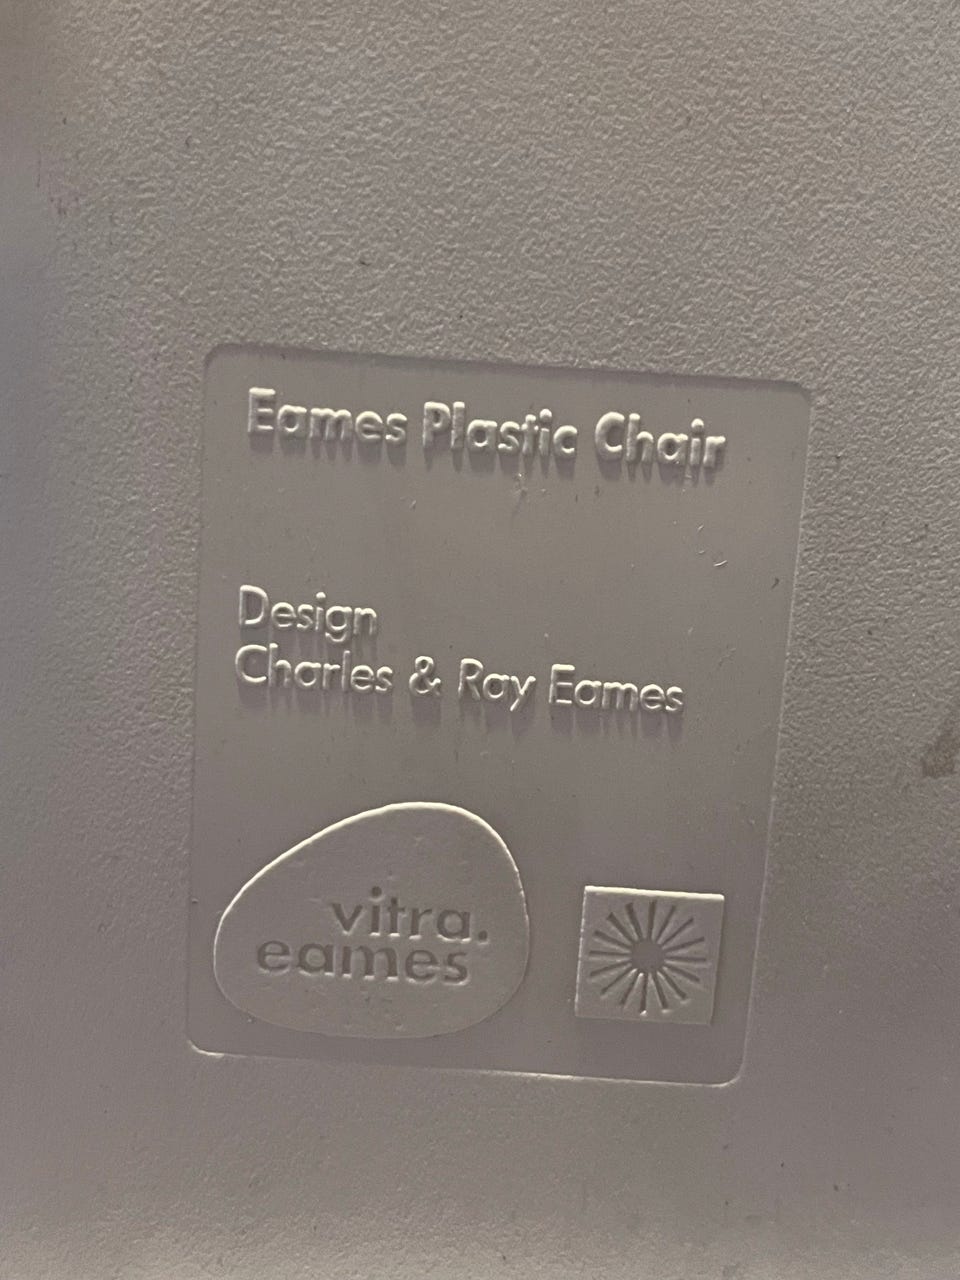 Eames Plastic Chair
Design
Charles & Ray Eames
vitra.
eames